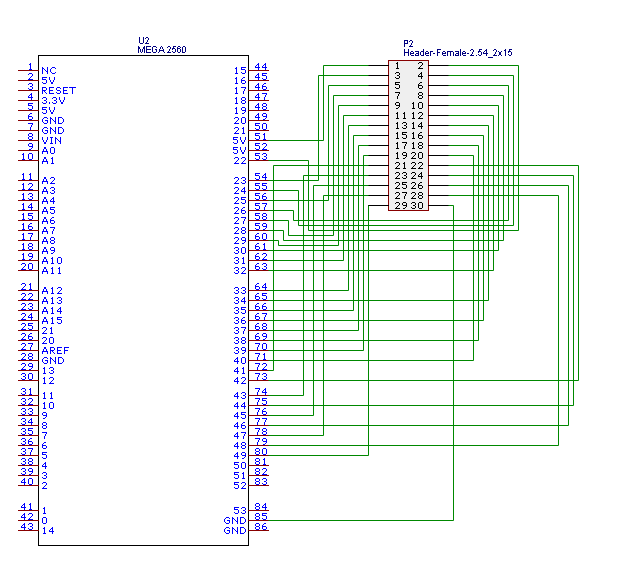 U2
MEGA 2560
1 NC 15 44
2 5V 16 45
3 RESET 17 46
4 3.3V 18 47
5 5V 19 48
6 GND 20 49
7 GND 21 50
8 VIN 5V 51
9 A0 5V 52
10 A1 22 53
11 A2 23 54
12 A3 24 55
13 A4 25 56
14 A5 26 57
15 A6 27 58
16 A7 28 59
17 A8 29 60
18 A9 30 61
19 A10 31 62
20 A11 32 63
21 A12 33 64
22 A13 34 65
23 A14 35 66
24 A15 36 67
25 21 37 68
26 20 38 69
27 AREF 39 70
28 GND 40 71
29 13 41 72
30 12 42 73
31 11 43 74
32 10 44 75
33 9 45 76
34 8 46 77
35 7 47 78
36 6 48 79
37 5 49 80
38 4 50 81
39 3 51 82
40 2 52 83
41 1 53 84
42 0 GND 85
43 14 GND 86
P2
Header-Female-2.54_2x15
1 2
3 4
5 6
7 8
9 10
11 12
13 14
15 16
17 18
19 20
21 22
23 24
25 26
27 28
29 30